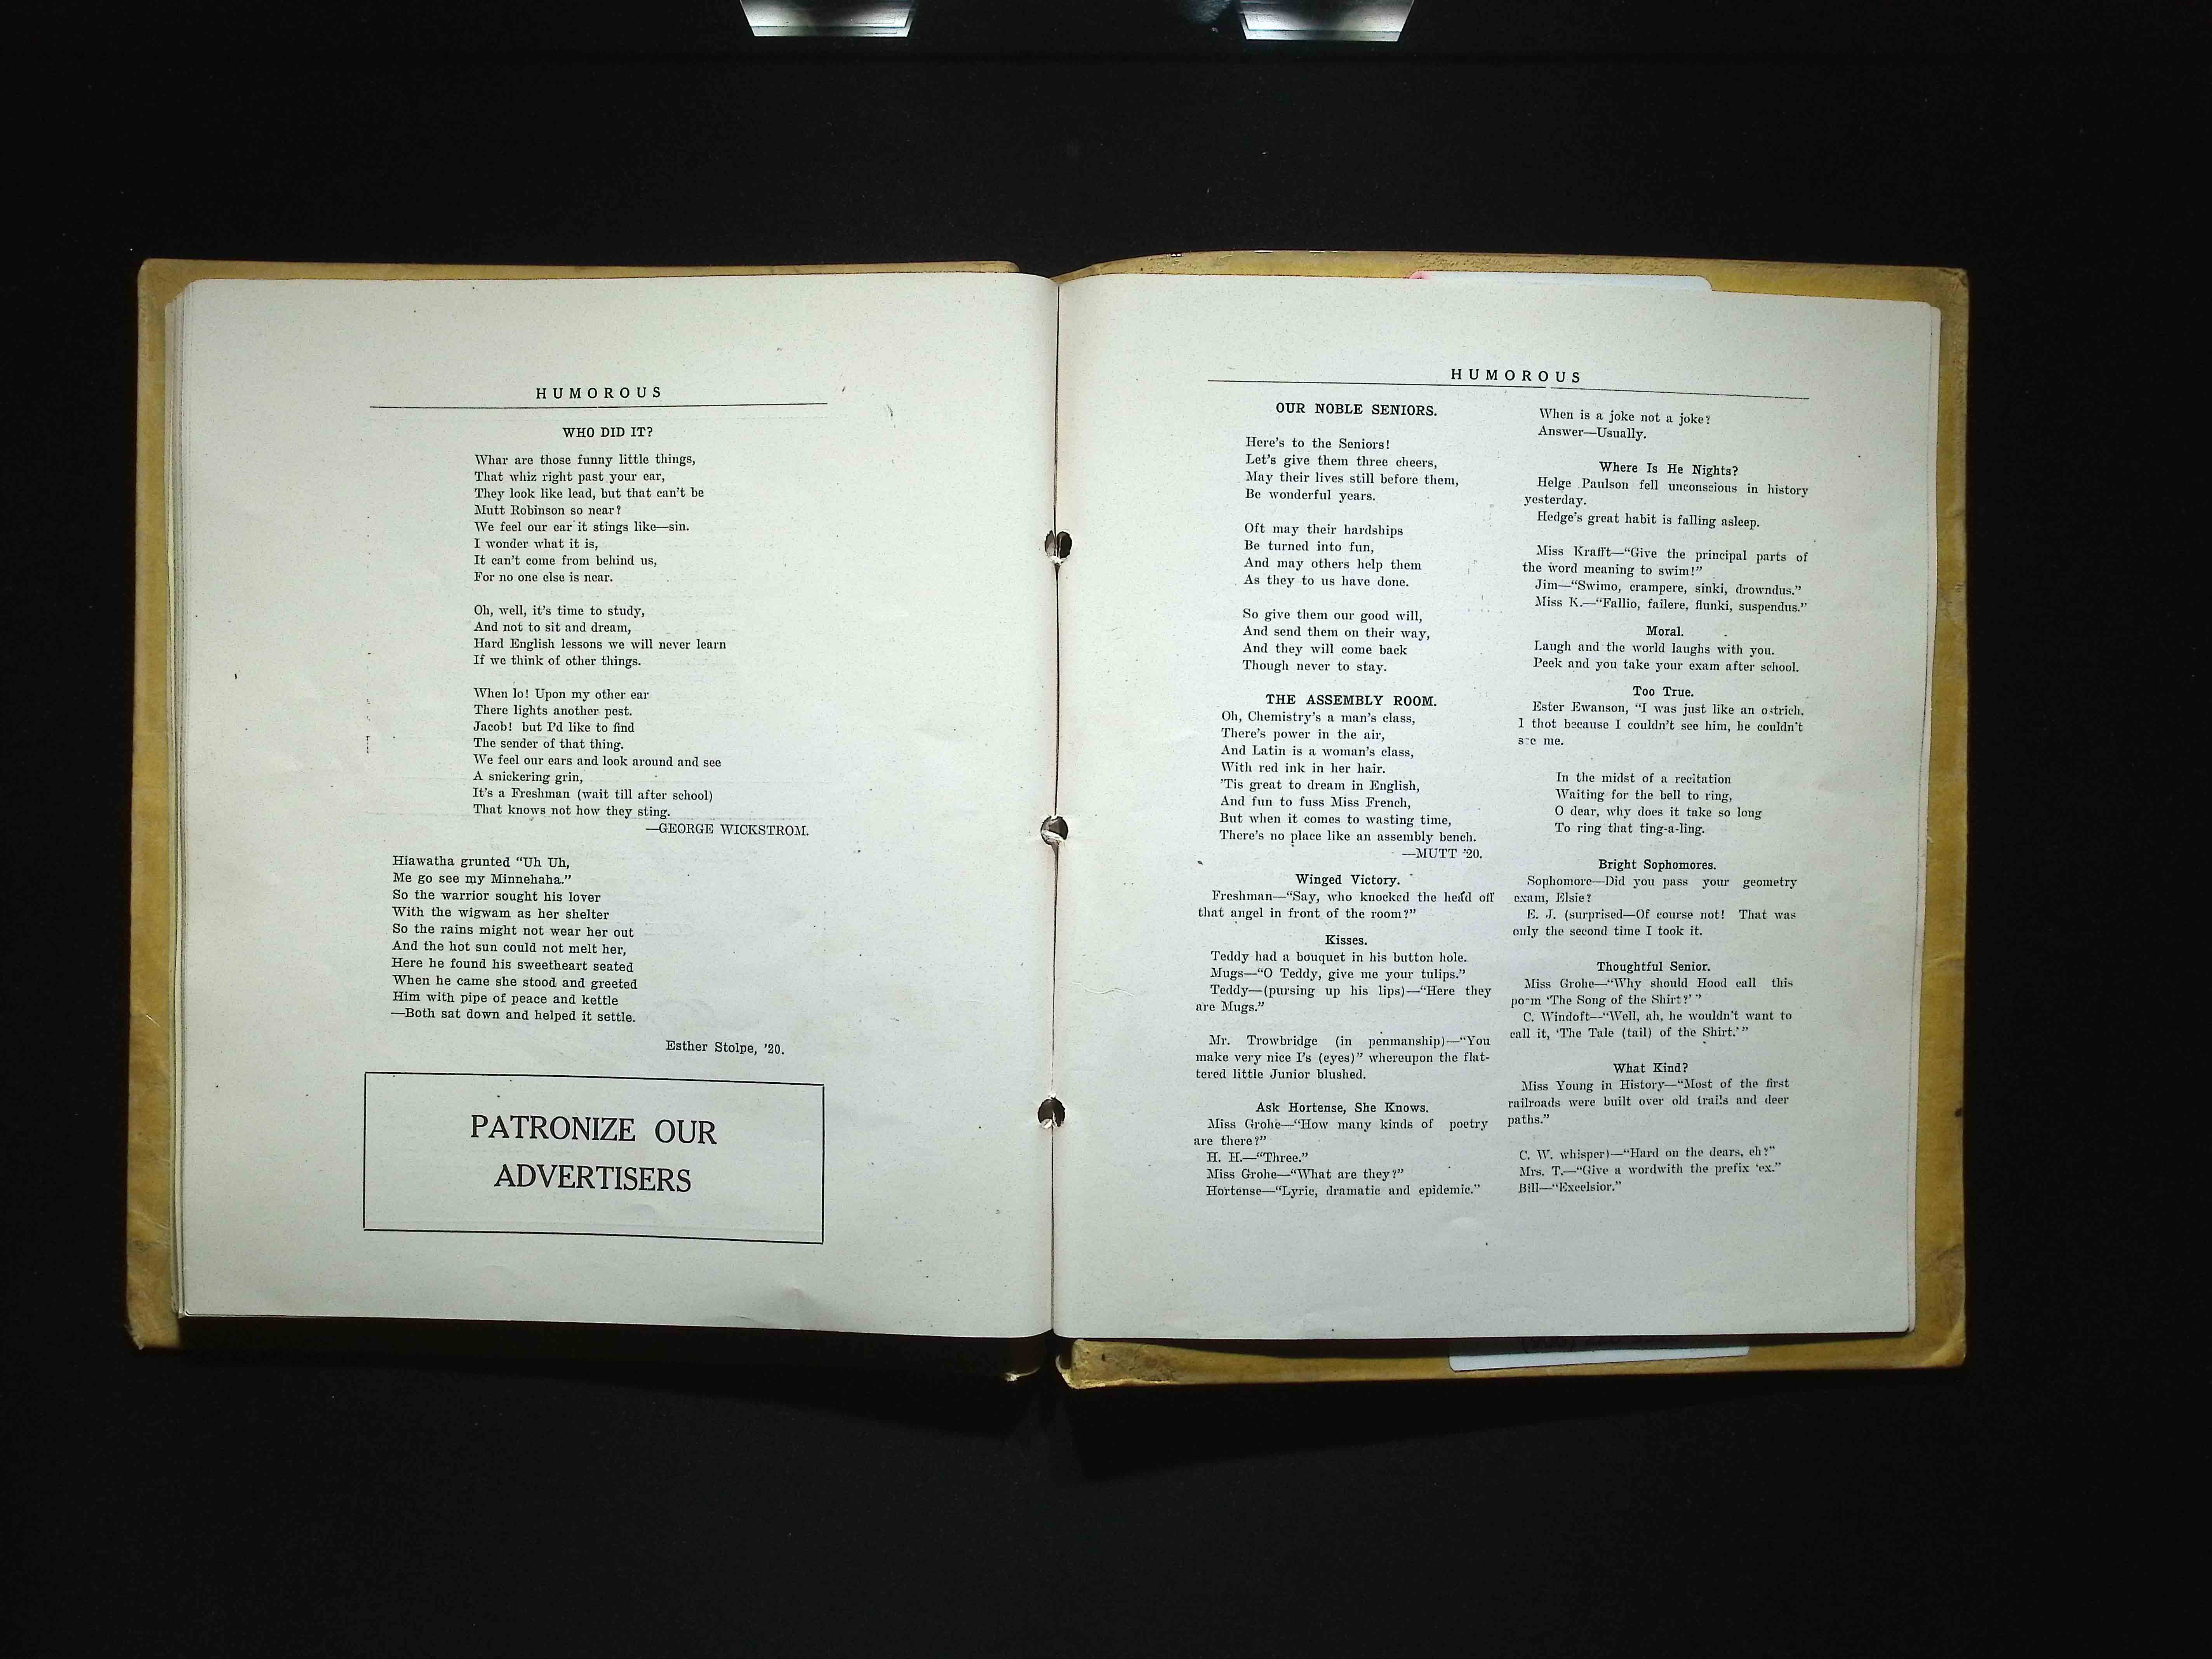 HUMOROUS
WHO DID IT?
Whar are those funny little things,
That whiz right past your ear,
They look like lead, but that can't be
Mutt Robinson so near?
We feel our ear it stings like—sin.
I wonder what it is,
It can't come from behind us,
For no one else is near.
Oh, well, it's time to study,
And not to sit and dream,
Hard English lessons we will never learn
If we think of other things.
When lo! Upon my other ear
There lights another pest.
Jacob! but I'd like to find
The sender of that thing.
We feel our ears and look around and see
A snickering grin,
It's a Freshman (wait till after school)
That knows not how they sting.
—GEORGE WICKSTROM.
Hiawatha grunted "Uh Uh,
Me go see my Minnehaha."
So the warrior sought his lover
With the wigwam as her shelter
So the rains might not wear her out
And the hot sun could not melt her,
Here he found his sweetheart seated
When he came she stood and greeted
Him with pipe of peace and kettle
—Both sat down and helped it settle.
Esther Stolpe, '20.
PATRONIZE OUR
ADVERTISERS
HUMOROUS
OUR NOBLE SENIORS.
Here's to the Seniors!
Let's give them three cheers,
May their lives still before them,
Be wonderful years.
Oft may their hardships
Be turned into fun,
And may others help them
As they to us have done.
So give them our good will,
And send them on their way,
And they will come back
Though never to stay.
THE ASSEMBLY ROOM.
Oh, Chemistry's a man's class,
There's power in the air,
And Latin is a woman's class,
With red ink in her hair.
'Tis great to dream in English,
And fun to fuss Miss French,
But when it comes to wasting time,
There's no place like an assembly bench.
—MUTT '20.
Winged Victory.
Freshman—"Say, who knocked the head off
that angel in front of the room?"
Kisses.
Teddy had a bouquet in his button hole.
Mugs—"O Teddy, give me your tulips."
Teddy—(pursing up his lips)—"Here they
are Mugs."
Mr. Trowbridge (in penmanship)—"You
make very nice I's (eyes)" whereupon the flat-
tered little Junior blushed.
Ask Hortense, She Knows.
Miss Grohe—"How many kinds of poetry
are there?"
H. H.—"Three."
Miss Grohe—"What are they?"
Hortense—"Lyric, dramatic and epidemic."
When is a joke not a joke?
Answer—Usually.
Where Is He Nights?
Helge Paulson fell unconscious in history
yesterday.
Hedge's great habit is falling asleep.
Miss Krafft—"Give the principal parts of
the word meaning to swim!"
Jim—"Swimo, crampere, sinki, drowndus."
Miss K.—"Fallio, failere, flunki, suspendus."
Moral.
Laugh and the world laughs with you.
Peek and you take your exam after school.
Too True.
Ester Ewanson, "I was just like an ostrich,
I thot because I couldn't see him, he couldn't
see me.
In the midst of a recitation
Waiting for the bell to ring,
O dear, why does it take so long
To ring that ting-a-ling.
Bright Sophomores.
Sophomore—Did you pass your geometry
exam, Elsie?
E. J. (surprised—Of course not! That was
only the second time I took it.
Thoughtful Senior.
Miss Grohe—"Why should Hood call this
poem 'The Song of the Shirt?' "
C. Windoft—"Well, ah, he wouldn't want to
call it, 'The Tale (tail) of the Shirt.' "
What Kind?
Miss Young in History—"Most of the first
railroads were built over old trails and deer
paths."
C. W. whisper)—"Hard on the dears, eh?"
Mrs. T.—"Give a wordwith the prefix 'ex."
Bill—"Excelsior."